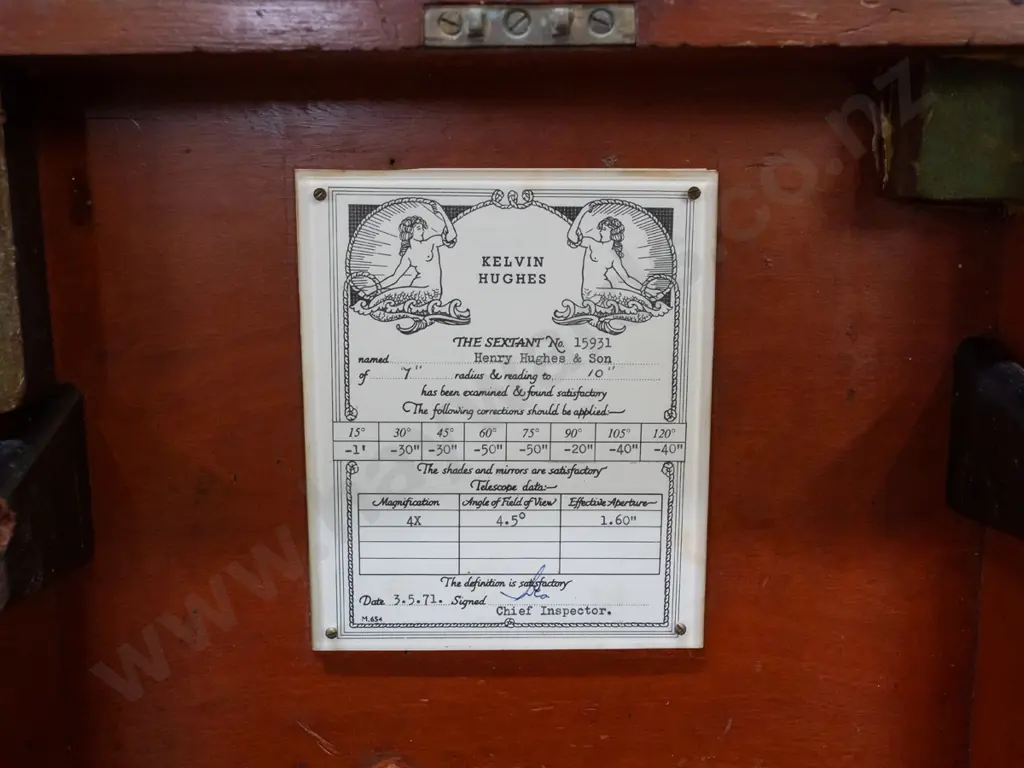 KELVIN
HUGHES
THE SEXTANT No. 15931
named Henry Hughes & Son
of 7" radius & reading to 10"
has been examined & found satisfactory
The following corrections should be applied:—
15° 30° 45° 60° 75° 90° 105° 120°
-1' -30" -30" -50" -50" -20" -40" -40"
The shades and mirrors are satisfactory
Telescope data:—
Magnification Angle of Field of View Effective Aperture
4X 4.5° 1.60"
The definition is satisfactory
Date 3.5.71. Signed
Chief Inspector.
M.654